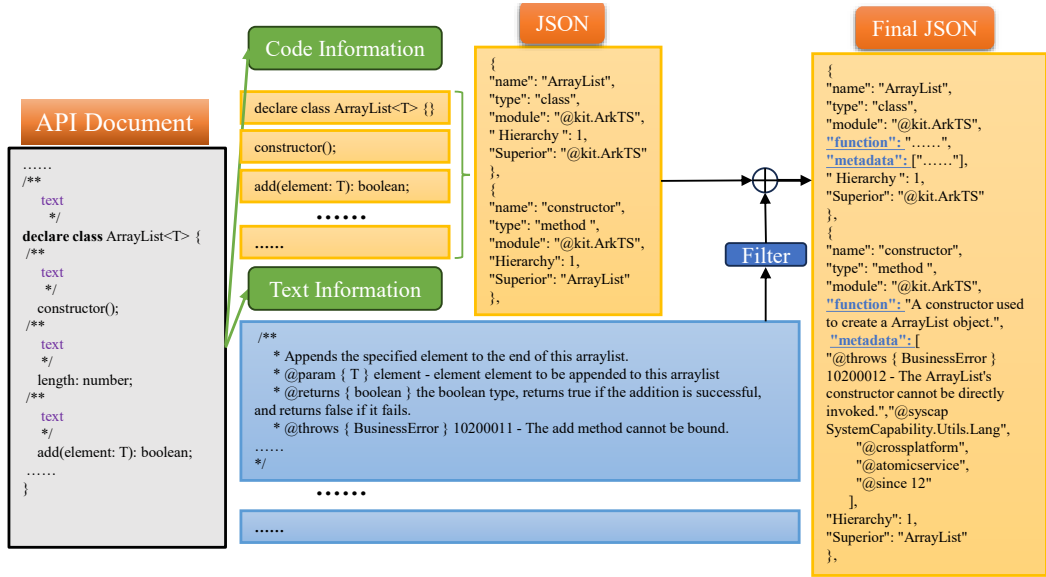 API Document
……
/**
text
*/
declare class ArrayList<T> {
/**
text
*/
constructor();
/**
text
*/
length: number;
/**
text
*/
add(element: T): boolean;
……
}
Code Information
declare class ArrayList<T> {}
constructor();
add(element: T): boolean;
……
……
Text Information
/**
* Appends the specified element to the end of this arraylist.
* @param { T } element - element element to be appended to this arraylist
* @returns { boolean } the boolean type, returns true if the addition is successful,
and returns false if it fails.
* @throws { BusinessError } 10200011 - The add method cannot be bound.
……
*/
……
……
JSON
{
"name": "ArrayList",
"type": "class",
"module": "@kit.ArkTS",
" Hierarchy ": 1,
"Superior": "@kit.ArkTS"
},
{
"name": "constructor",
"type": "method ",
"module": "@kit.ArkTS",
"Hierarchy": 1,
"Superior": "ArrayList"
},
Filter
Final JSON
{
"name": "ArrayList",
"type": "class",
"module": "@kit.ArkTS",
"function": "……",
"metadata": ["……"],
" Hierarchy ": 1,
"Superior": "@kit.ArkTS"
},
{
"name": "constructor",
"type": "method ",
"module": "@kit.ArkTS",
"function": "A constructor used
to create a ArrayList object.",
"metadata": [
"@throws { BusinessError }
10200012 - The ArrayList's
constructor cannot be directly
invoked.","@syscap
SystemCapability.Utils.Lang",
"@crossplatform",
"@atomicservice",
"@since 12"
],
"Hierarchy": 1,
"Superior": "ArrayList"
},